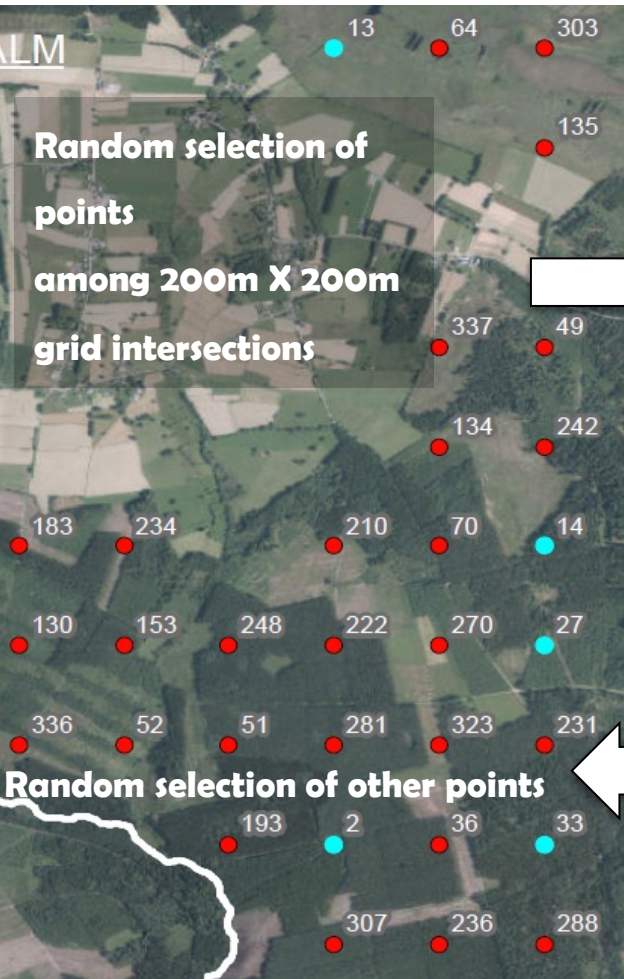 13 64 303
ALM
135
Random selection of
points
among 200m X 200m
grid intersections
337 49
134 242
183 234 210 70 14
130 153 248 222 270 27
336 52 51 281 323 231
Random selection of other points
193 2 36 33
307 236 288